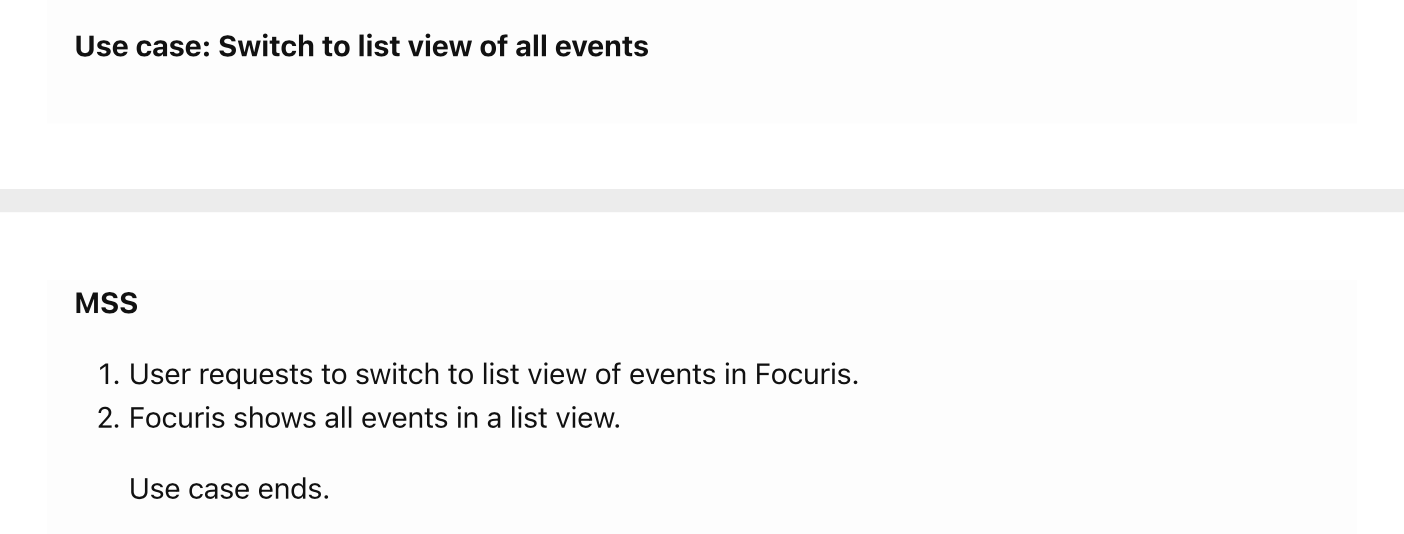 Use case: Switch to list view of all events
MSS
1. User requests to switch to list view of events in Focuris.
2. Focuris shows all events in a list view.
Use case ends.